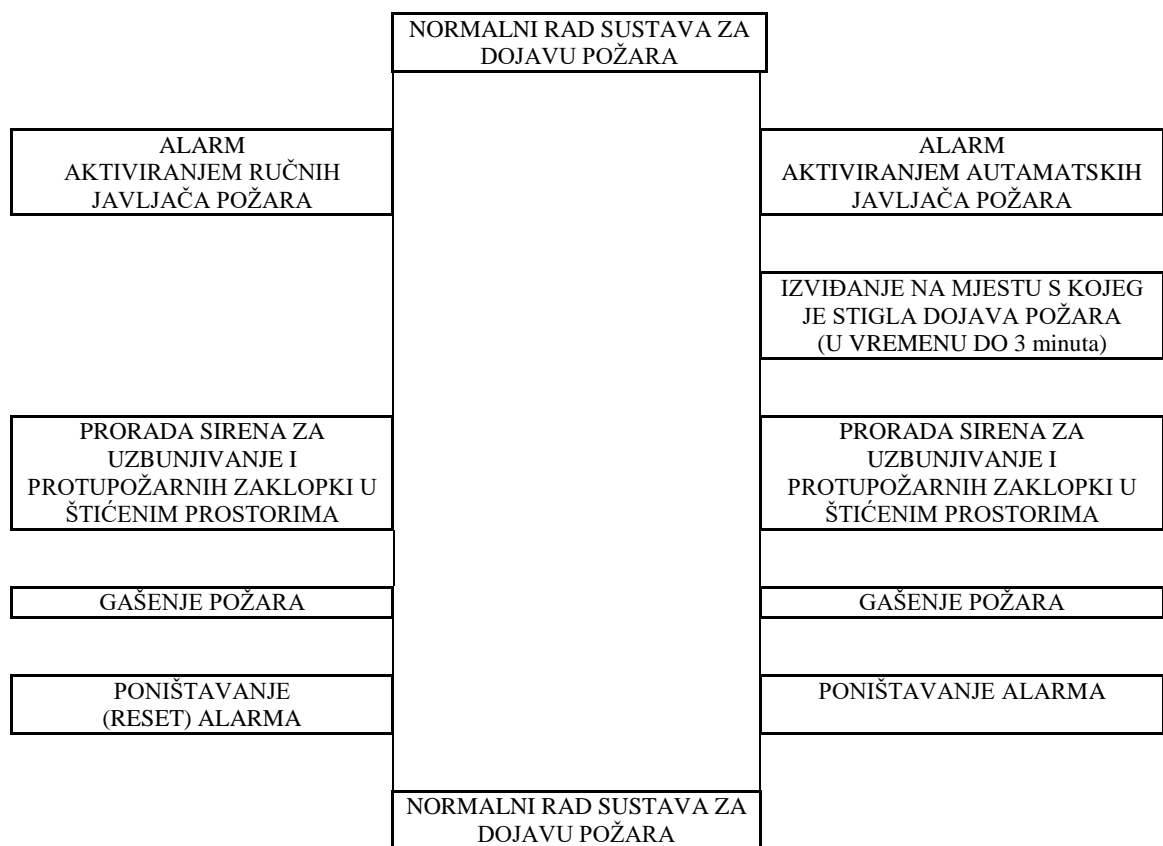 NORMALNI RAD SUSTAVA ZA
DOJAVU POŽARA
ALARM
AKTIVIRANJEM RUČNIH
JAVLJAČA POŽARA
ALARM
AKTIVIRANJEM AUTAMATSKIH
JAVLJAČA POŽARA
IZVIĐANJE NA MJESTU S KOJEG
JE STIGLA DOJAVA POŽARA
(U VREMENU DO 3 minuta)
PRORADA SIRENA ZA
UZBUNJIVANJE I
PROTUPOŽARNIH ZAKLOPKI U
ŠTIĆENIM PROSTORIMA
PRORADA SIRENA ZA
UZBUNJIVANJE I
PROTUPOŽARNIH ZAKLOPKI U
ŠTIĆENIM PROSTORIMA
GAŠENJE POŽARA
GAŠENJE POŽARA
PONIŠTAVANJE
(RESET) ALARMA
PONIŠTAVANJE ALARMA
NORMALNI RAD SUSTAVA ZA
DOJAVU POŽARA